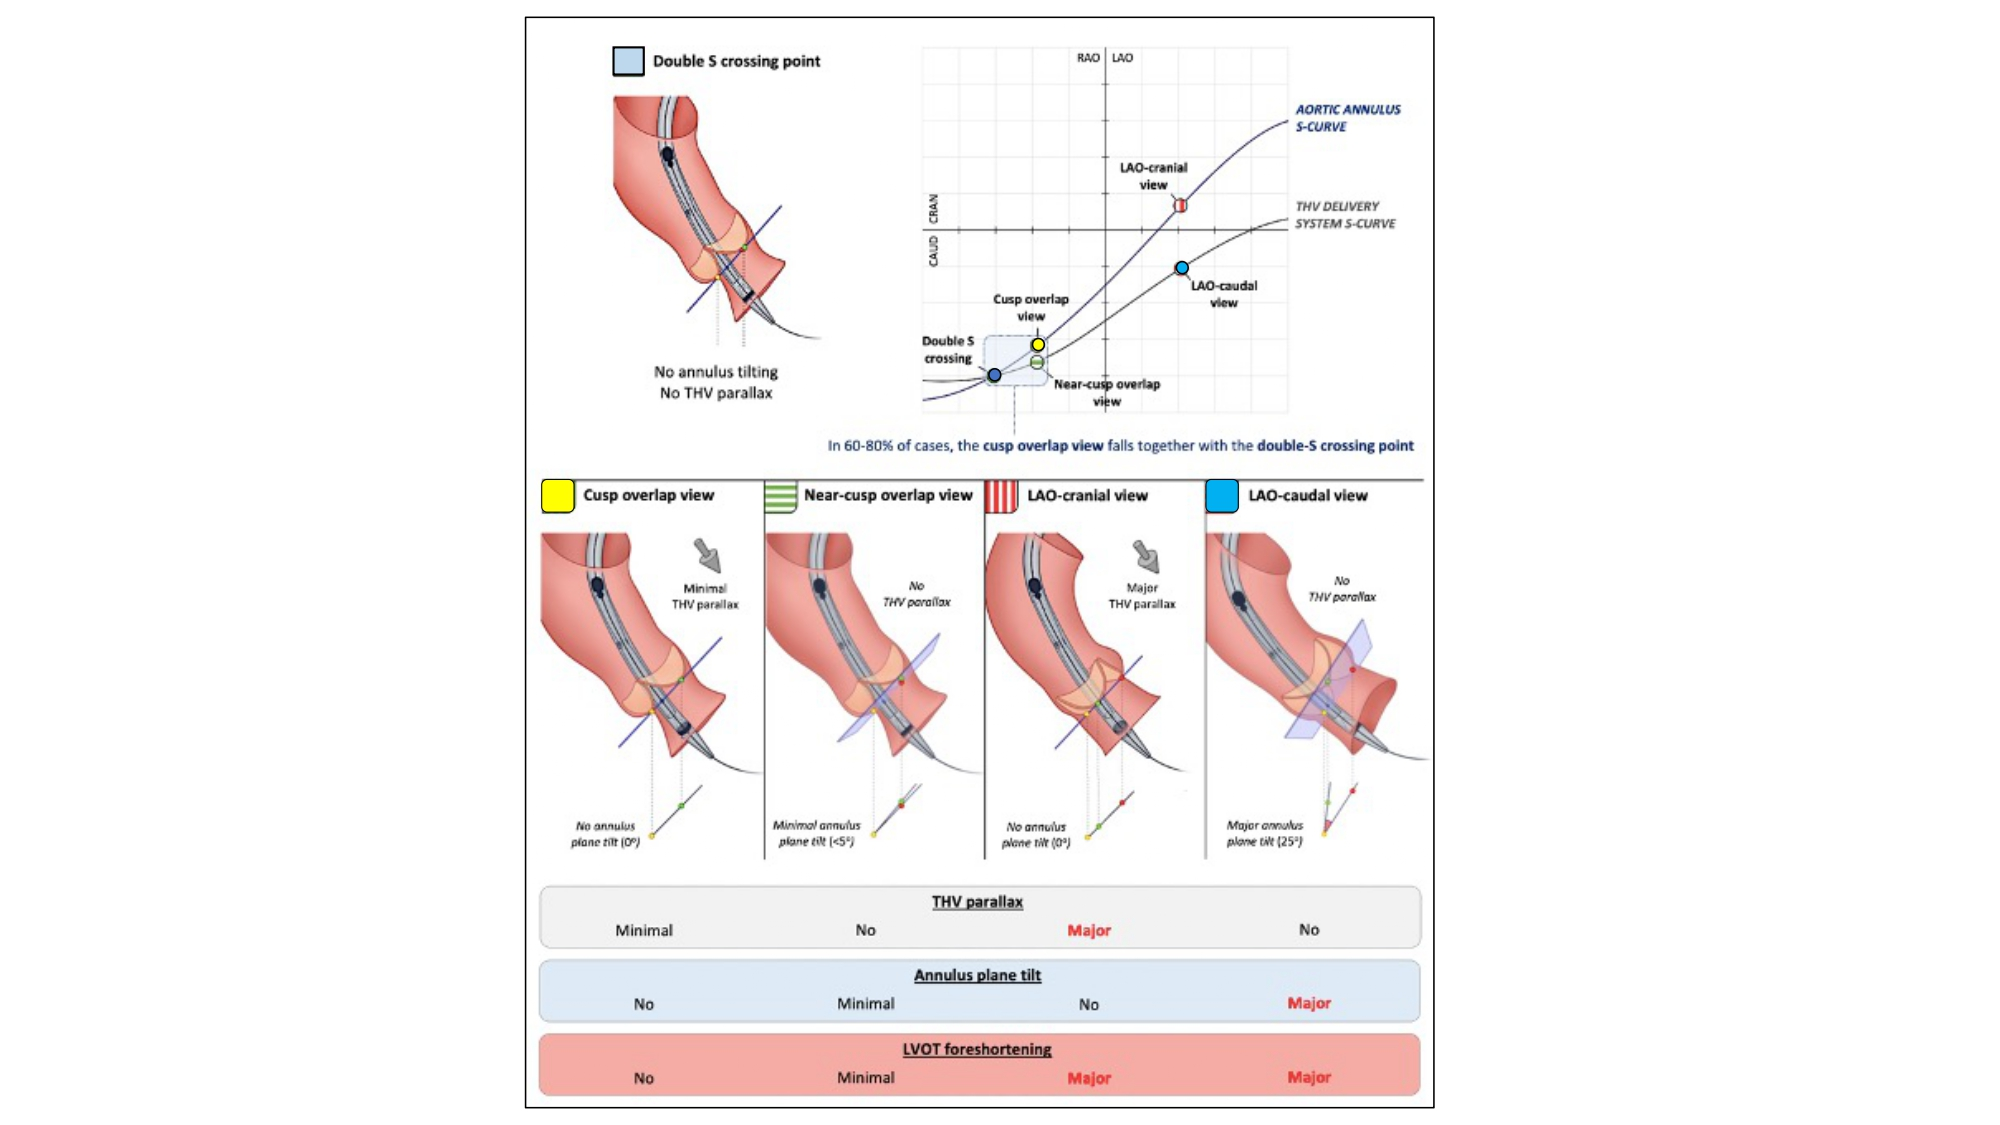 Double S crossing point
No annulus tilting
No THV parallax
RAO LAO
CRAN
CAUD
AORTIC ANNULUS
S-CURVE
LAO-cranial
view
THV DELIVERY
SYSTEM S-CURVE
LAO-caudal
view
Cusp overlap
view
Double S
crossing
Near-cusp overlap
view
In 60-80% of cases, the cusp overlap view falls together with the double-S crossing point
Cusp overlap view
Minimal
THV parallax
No annulus
plane tilt (0º)
Near-cusp overlap view
No
THV parallax
Minimal annulus
plane tilt (<5º)
LAO-cranial view
Major
THV parallax
No annulus
plane tilt (0º)
LAO-caudal view
No
THV parallax
Major annulus
plane tilt (25º)
THV parallax
Minimal No Major No
Annulus plane tilt
No Minimal No Major
LVOT foreshortening
No Minimal Major Major